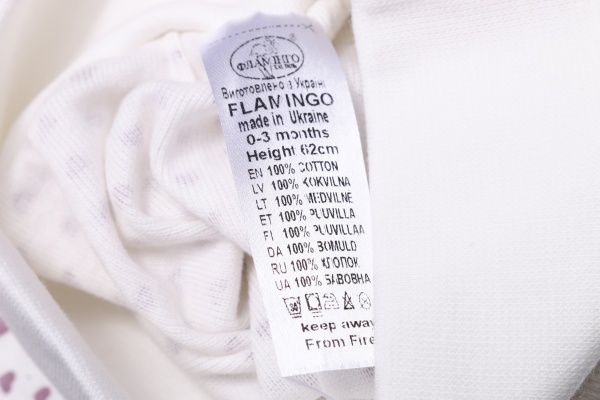 ФЛАМІНГО
Виготовлено в Україні
FLAMINGO
made in Ukraine
0-3 months
Height 62cm
EN 100% COTTON
LV 100% KOKVILNA
LT 100% MEDVILNE
ET 100% PUUVILLA
FI 100% PUUVILLAA
DA 100% BOMULD
RU 100% ХЛОПОК
UA 100% БАВОВНА
keep away
From Fire